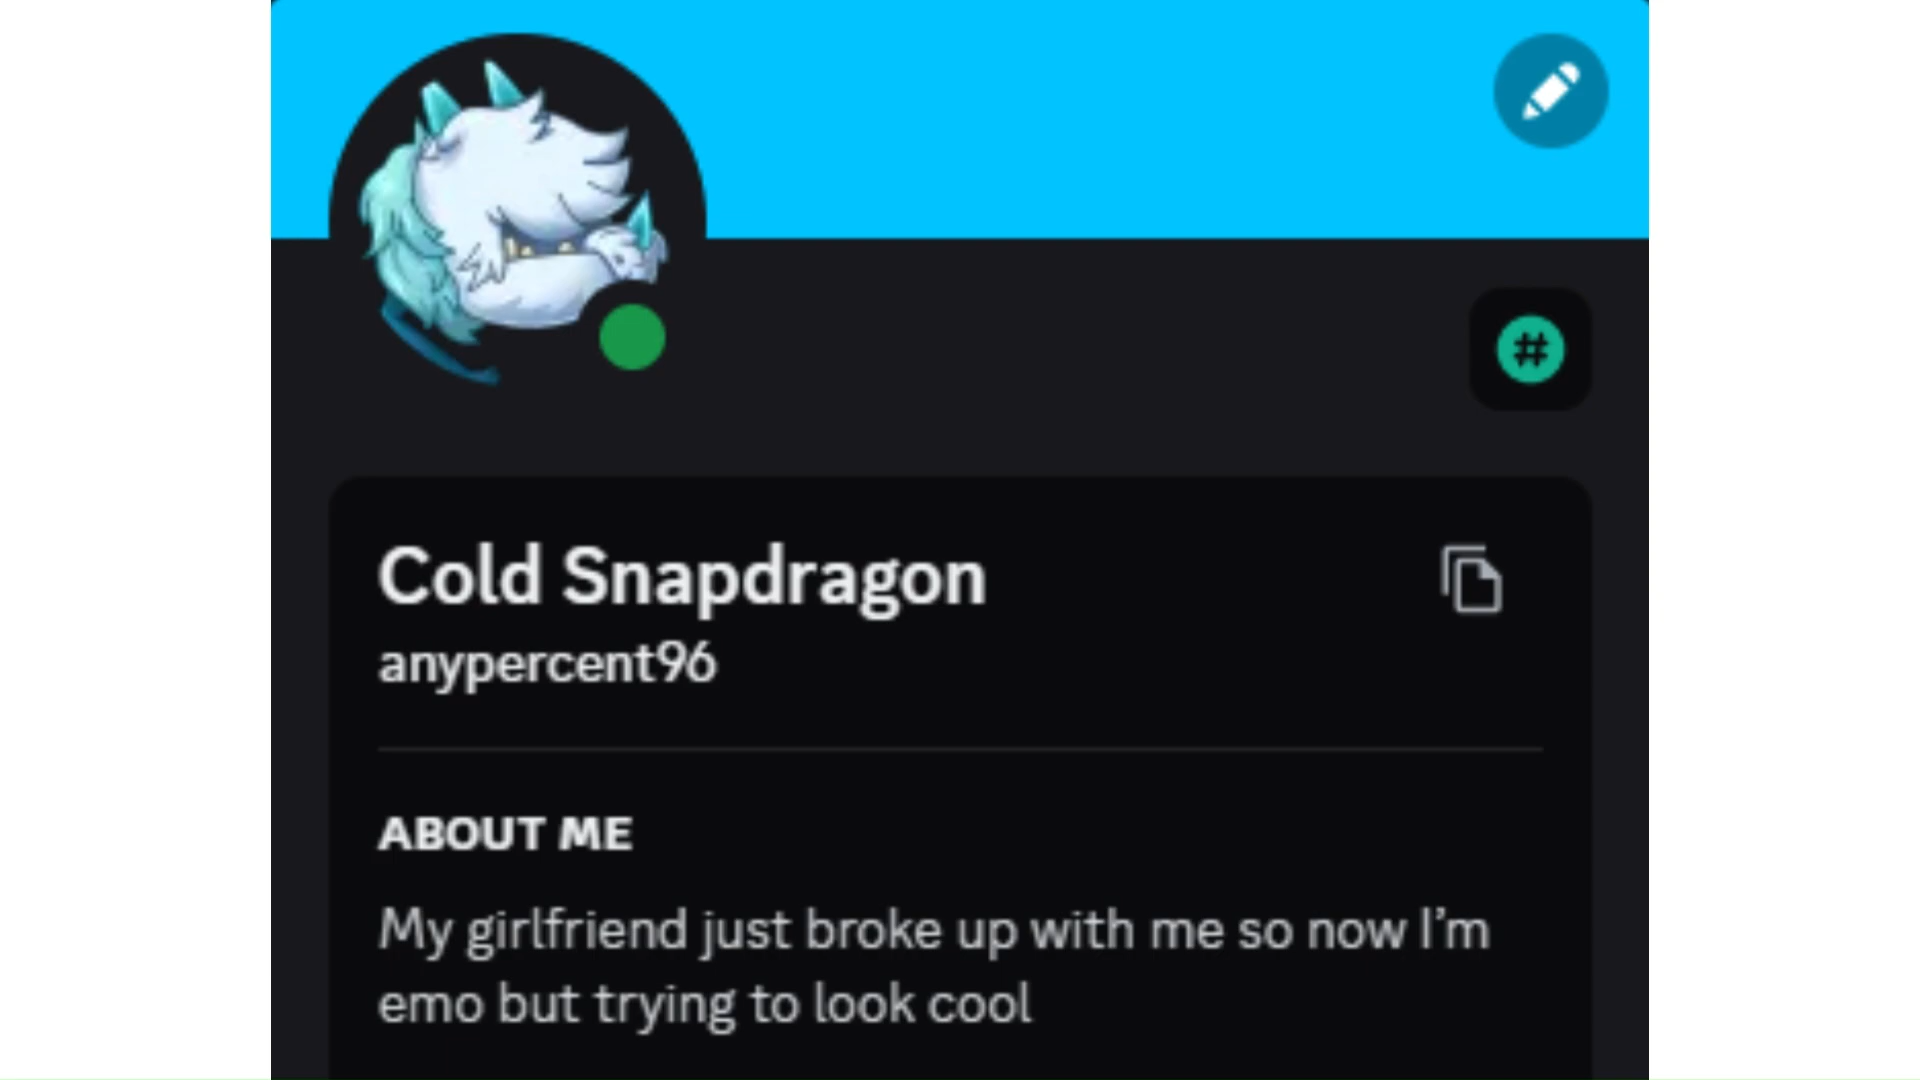 #
Cold Snapdragon
anypercent96
ABOUT ME
My girlfriend just broke up with me so now I’m
emo but trying to look cool